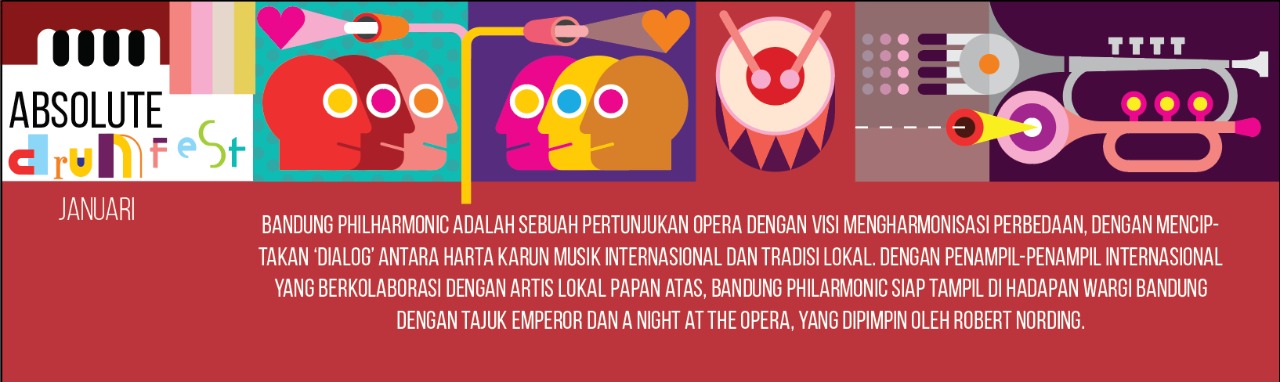 ABSOLUTE
drum fest
JANUARI
BANDUNG PHILHARMONIC ADALAH SEBUAH PERTUNJUKAN OPERA DENGAN VISI MENGHARMONISASI PERBEDAAN, DENGAN MENCIP-
TAKAN ‘DIALOG’ ANTARA HARTA KARUN MUSIK INTERNASIONAL DAN TRADISI LOKAL. DENGAN PENAMPIL-PENAMPIL INTERNASIONAL
YANG BERKOLABORASI DENGAN ARTIS LOKAL PAPAN ATAS, BANDUNG PHILARMONIC SIAP TAMPIL DI HADAPAN WARGI BANDUNG
DENGAN TAJUK EMPEROR DAN A NIGHT AT THE OPERA, YANG DIPIMPIN OLEH ROBERT NORDING.